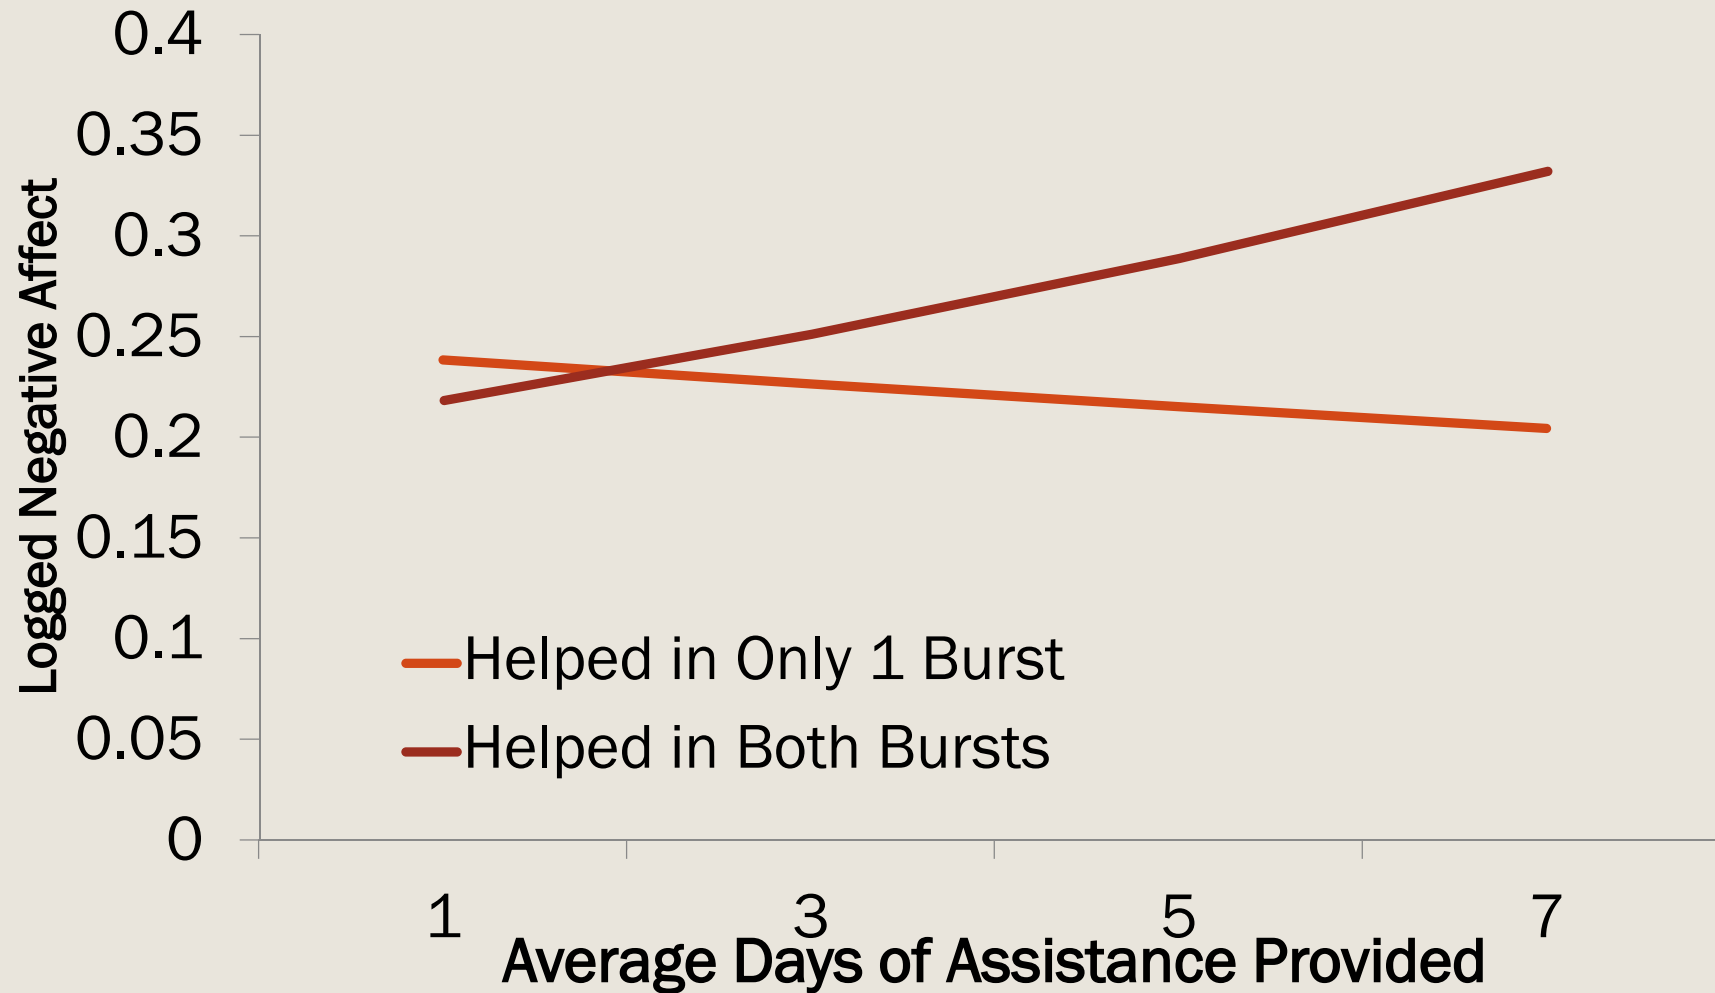 0.4
0.35
0.3
0.25
0.2
0.15
0.1
0.05
0
Logged Negative Affect
Helped in Only 1 Burst
Helped in Both Bursts
1 3 5 7
Average Days of Assistance Provided